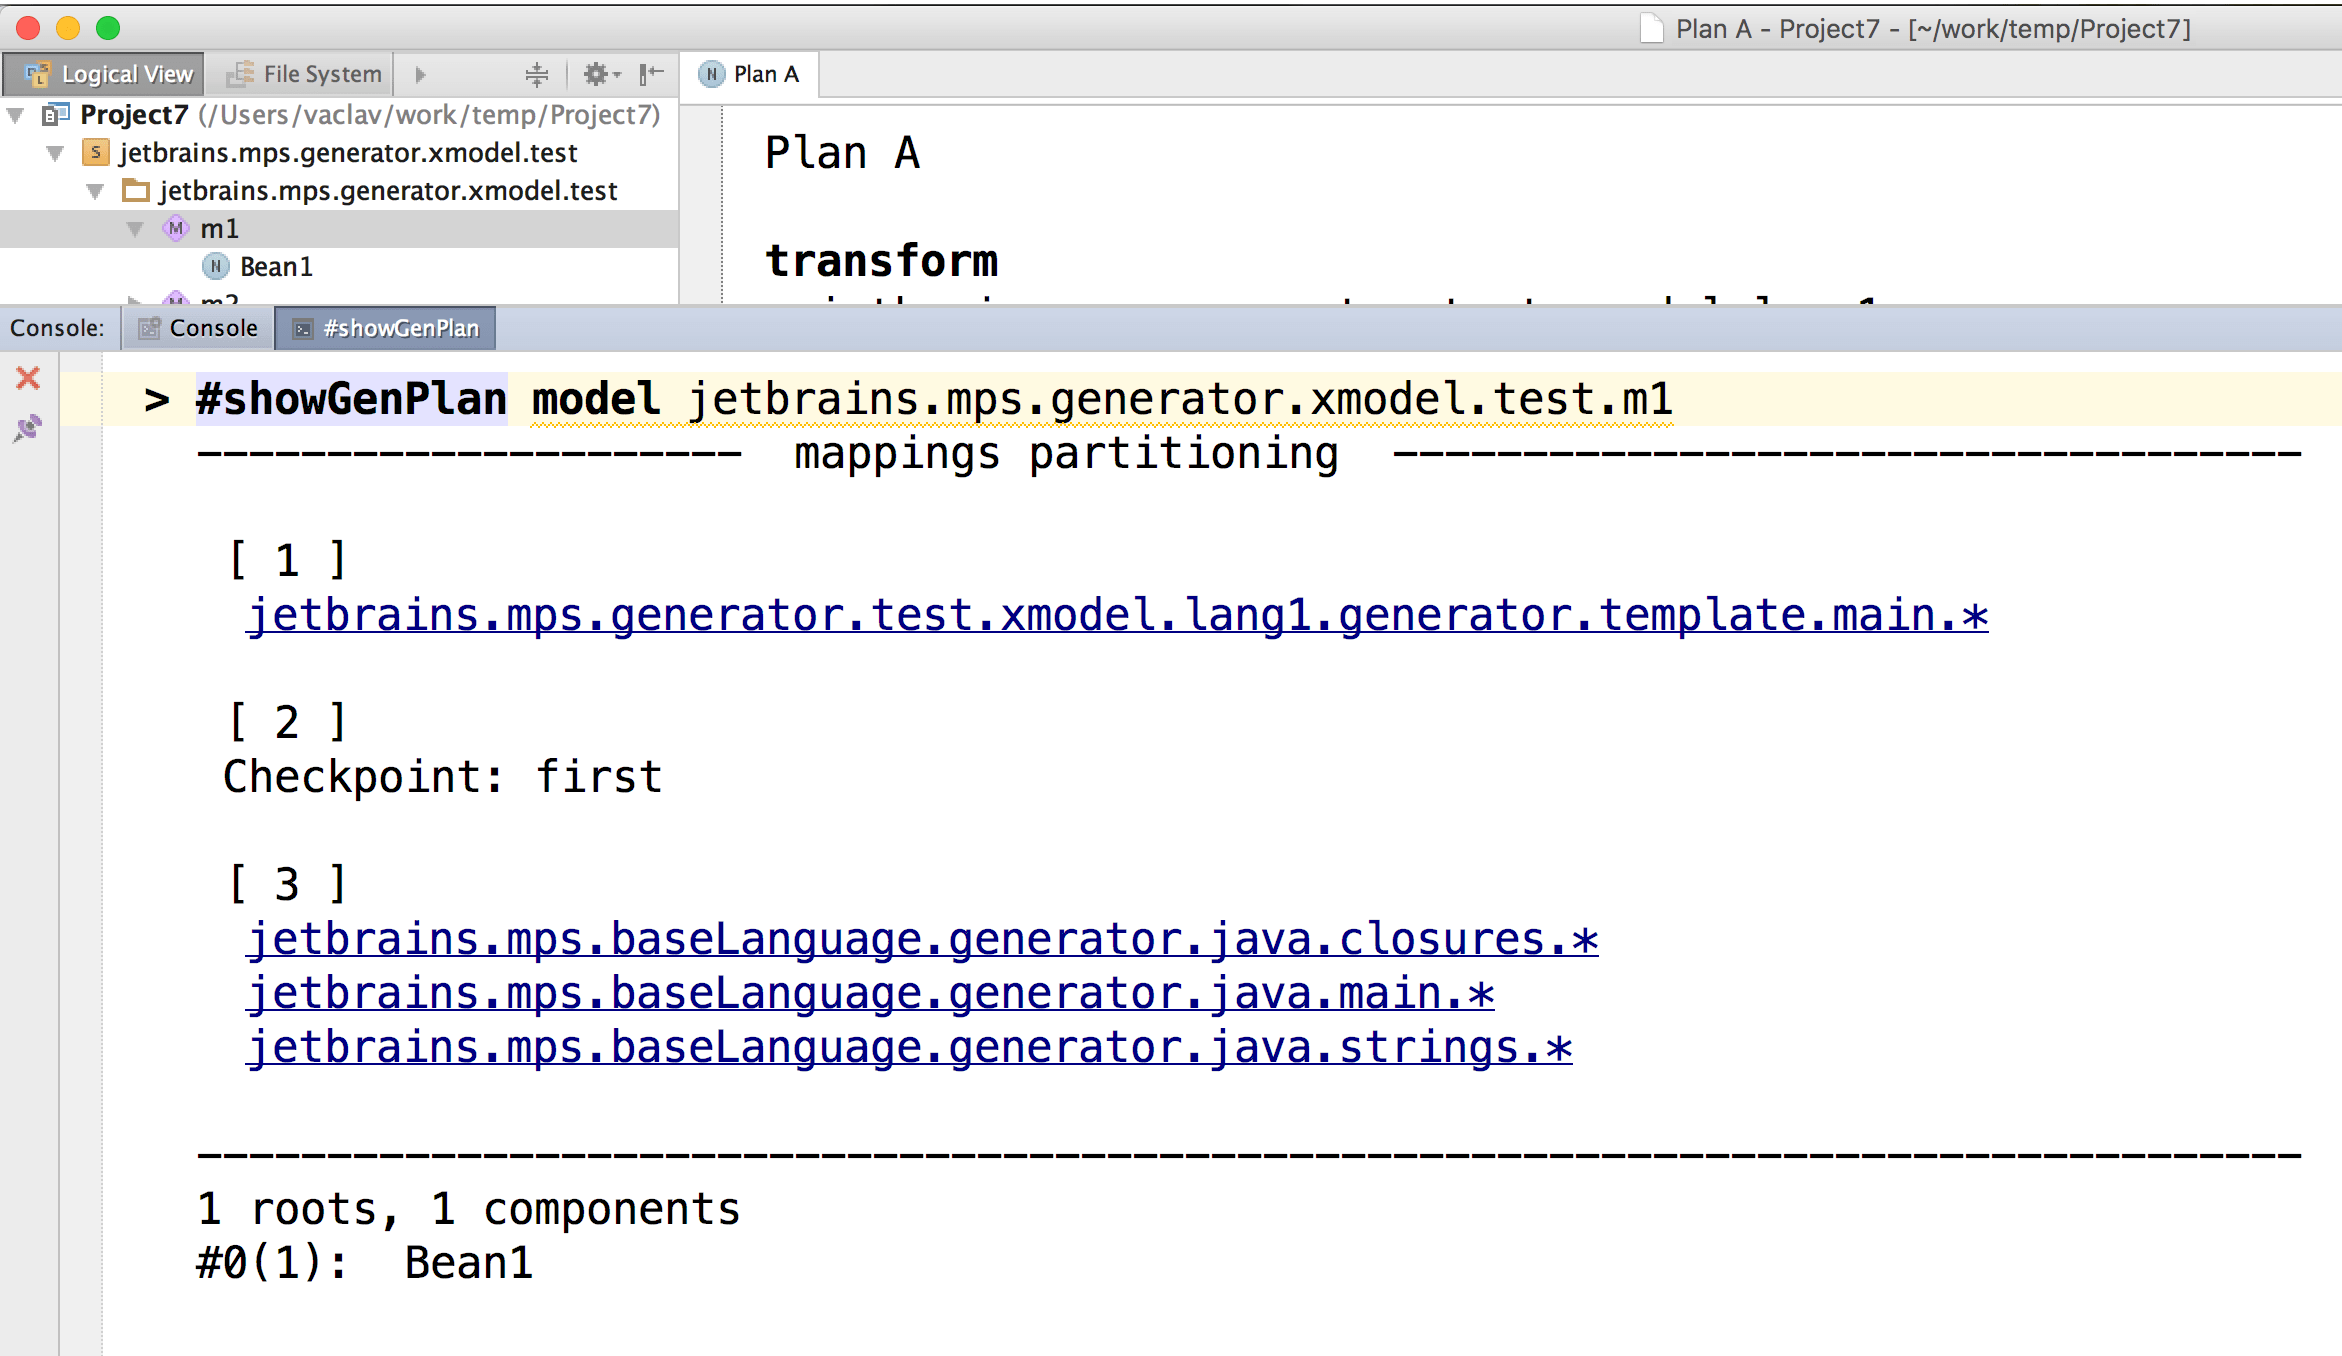 Plan A - Project7 - [~/work/temp/Project7]
Logical View File System
Plan A
Project7 (/Users/vaclav/work/temp/Project7)
S jetbrains.mps.generator.xmodel.test
jetbrains.mps.generator.xmodel.test
M m1
N Bean1
Plan A
transform
Console: Console #showGenPlan
> #showGenPlan model jetbrains.mps.generator.xmodel.test.m1
--------------------- mappings partitioning -----------------------------------
[ 1 ]
jetbrains.mps.generator.test.xmodel.lang1.generator.template.main.*
[ 2 ]
Checkpoint: first
[ 3 ]
jetbrains.mps.baseLanguage.generator.java.closures.*
jetbrains.mps.baseLanguage.generator.java.main.*
jetbrains.mps.baseLanguage.generator.java.strings.*
---------------------------------------------------------------------------------
1 roots, 1 components
#0(1): Bean1